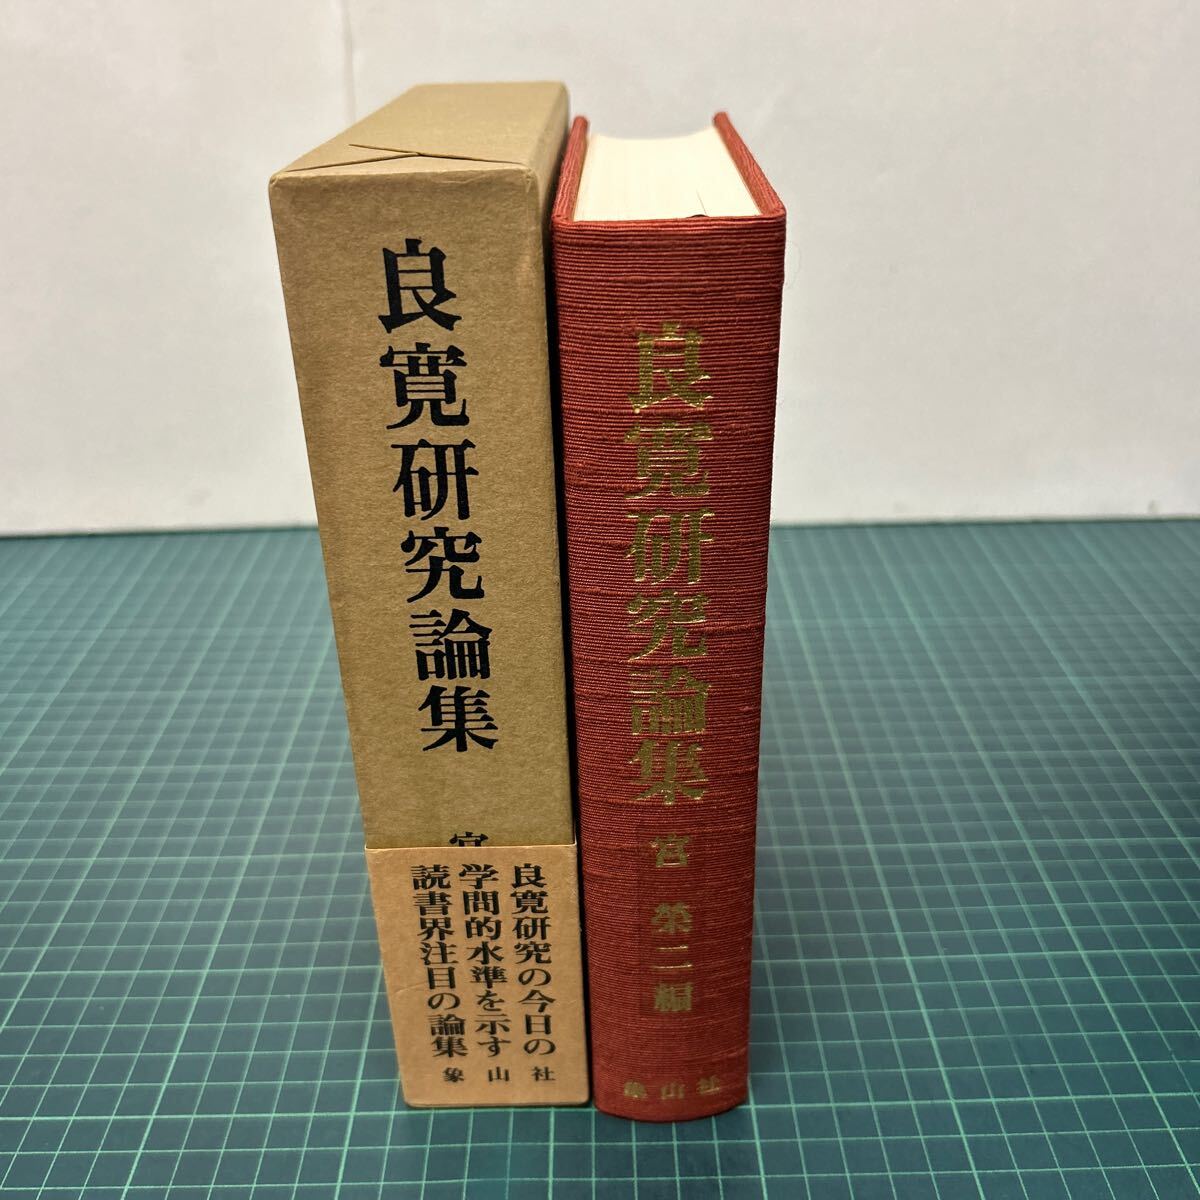 良寛研究論集
宮
良寛研究の今日の
学問的水準を示す
読書界注目の論集
象山社
良寛研究論集
宮 榮二編
象山社